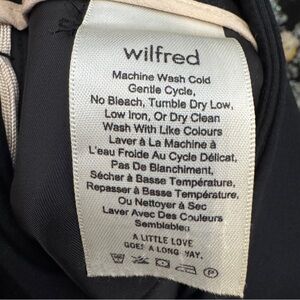 wilfred
Machine Wash Cold
Gentle Cycle,
No Bleach, Tumble Dry Low,
Low Iron, Or Dry Clean
Wash With Like Colours
Laver à La Machine à
L'eau Froide Au Cycle Délicat,
Pas De Blanchiment,
Sécher à Basse Température,
Repasser à Basse Température,
Ou Nettoyer à Sec
Laver Avec Des Couleurs
Semblables
A LITTLE LOVE
GOES A LONG WAY.